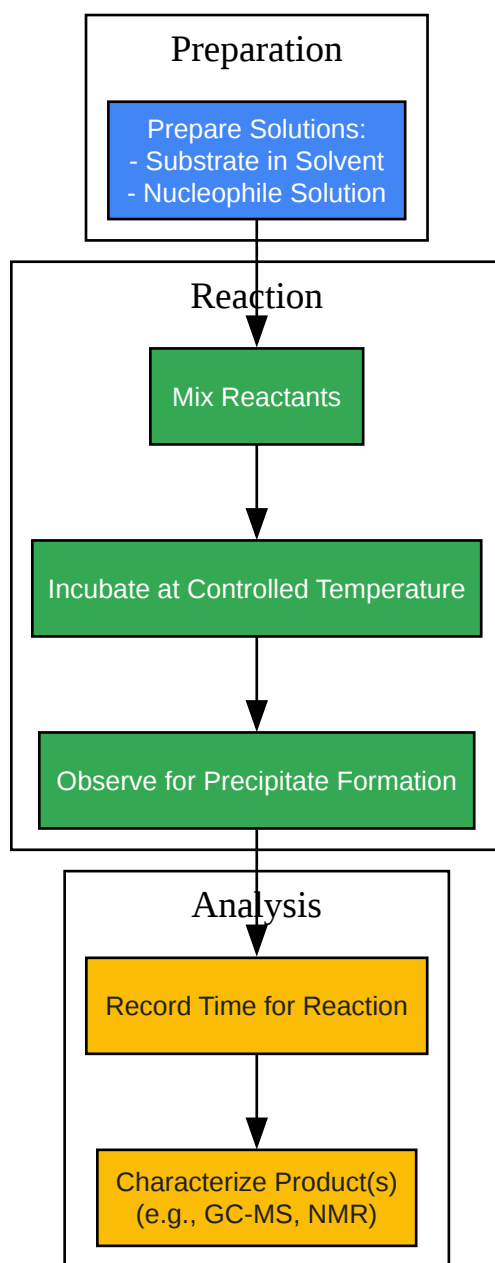 Preparation
Prepare Solutions:
- Substrate in Solvent
- Nucleophile Solution
Reaction
Mix Reactants
Incubate at Controlled Temperature
Observe for Precipitate Formation
Analysis
Record Time for Reaction
Characterize Product(s)
(e.g., GC-MS, NMR)